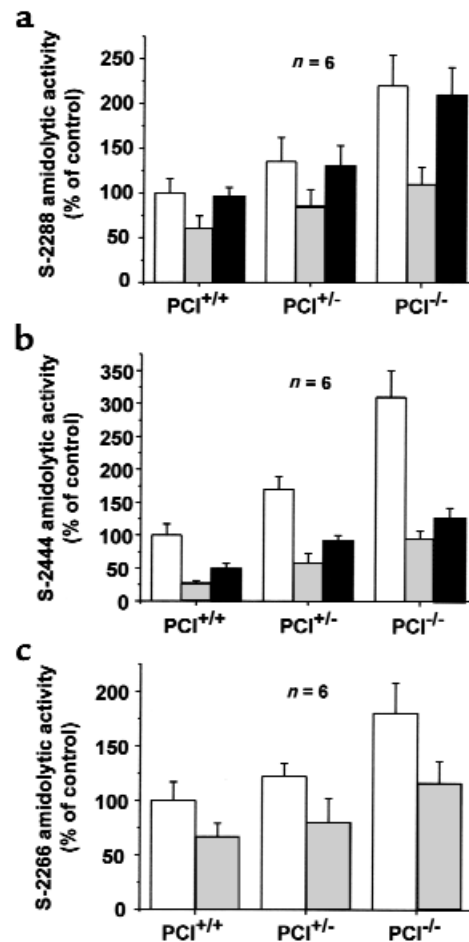 a
S-2288 amidolytic activity
(% of control)
250
200
150
100
50
0
n = 6
PCI+/+ PCI+/- PCI-/-
b
S-2444 amidolytic activity
(% of control)
350
300
250
200
150
100
50
0
n = 6
PCI+/+ PCI+/- PCI-/-
c
S-2266 amidolytic activity
(% of control)
200
150
100
50
0
n = 6
PCI+/+ PCI+/- PCI-/-